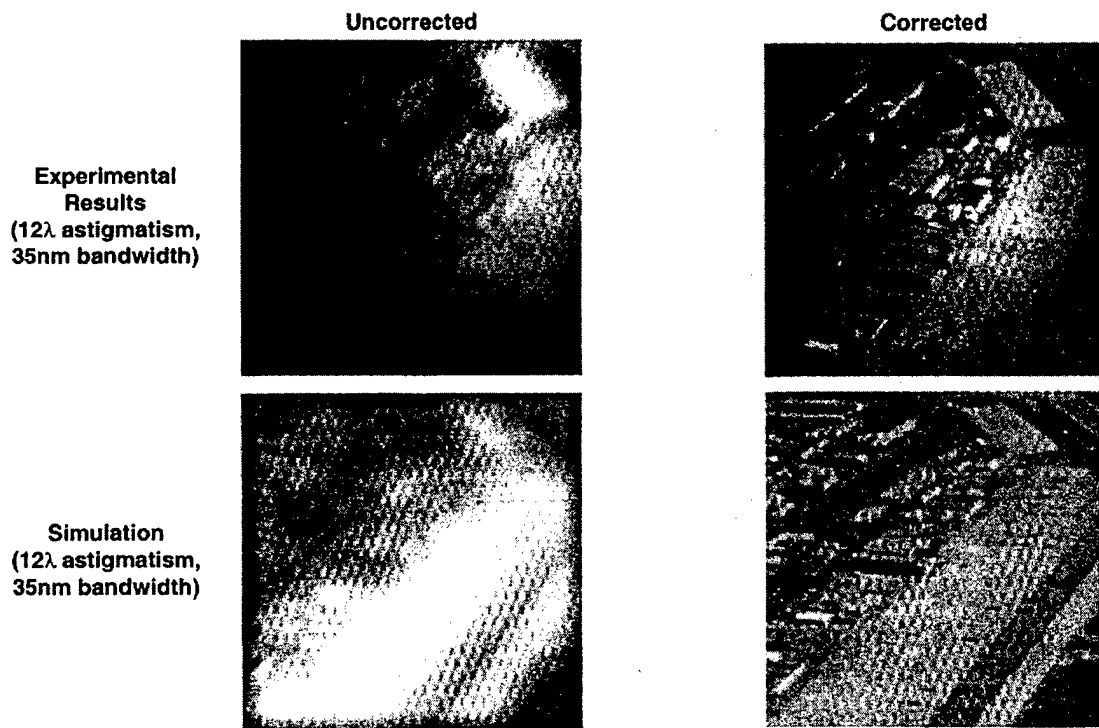 Uncorrected
Corrected
Experimental
Results
(12λ astigmatism,
35nm bandwidth)
Simulation
(12λ astigmatism,
35nm bandwidth)